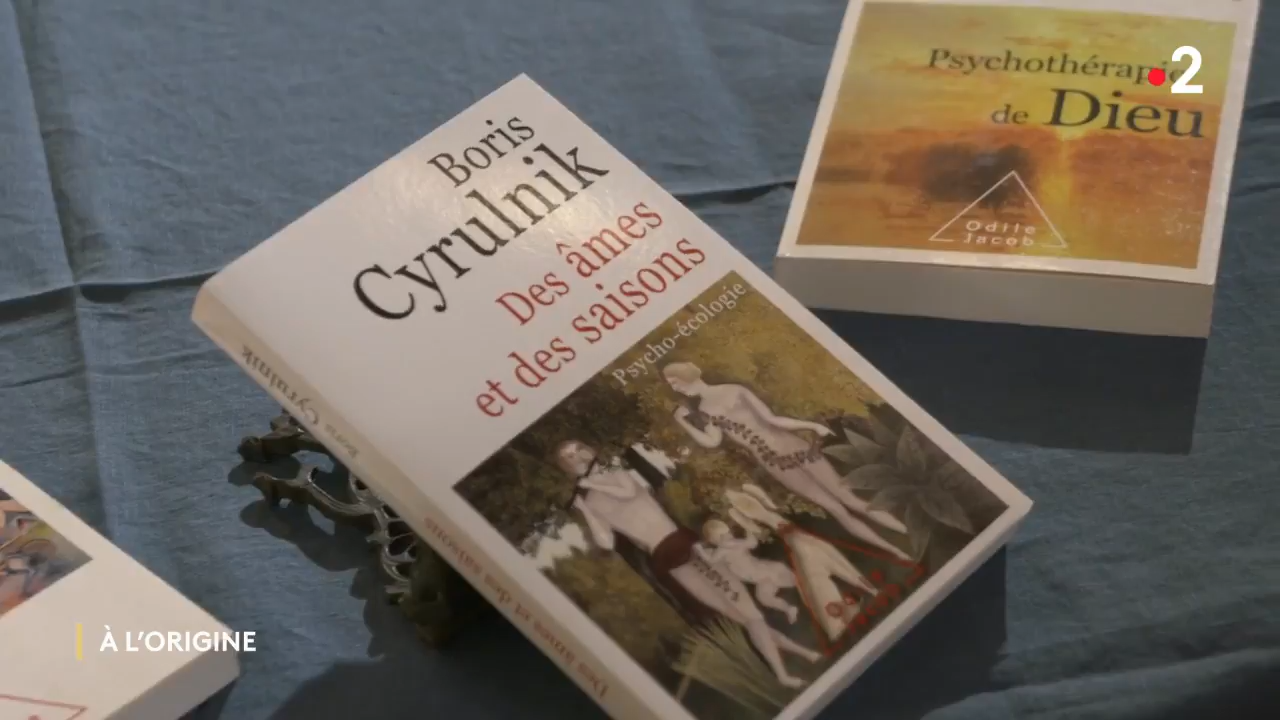 Psychothérapie
de Dieu
Odile
Jacob
2
Boris
Cyrulnik
Des âmes
et des saisons
Psycho-écologie
Boris Cyrulnik
Des âmes et des saisons
À L'ORIGINE